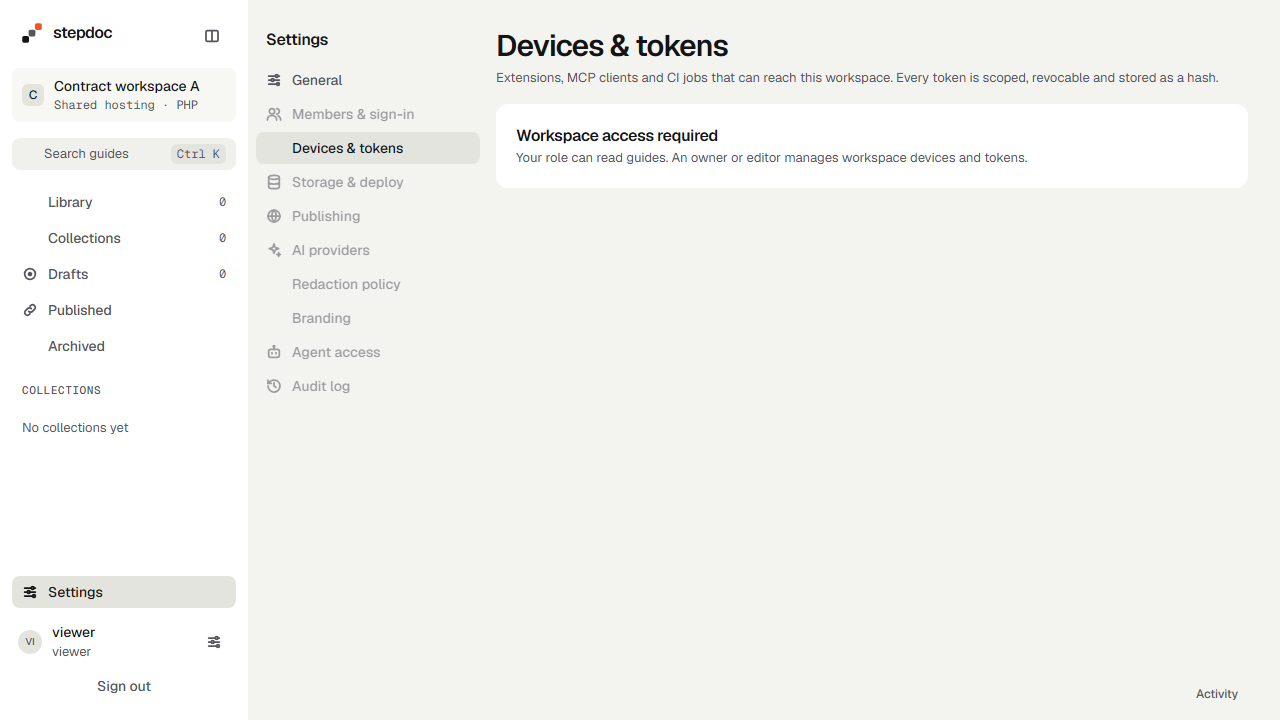 stepdoc
C
Contract workspace A
Shared hosting · PHP
Search guides
Ctrl K
Library 0
Collections 0
Drafts 0
Published
Archived
COLLECTIONS
No collections yet
Settings
VI
viewer
viewer
Sign out
Settings
General
Members & sign-in
Devices & tokens
Storage & deploy
Publishing
AI providers
Redaction policy
Branding
Agent access
Audit log
Devices & tokens
Extensions, MCP clients and CI jobs that can reach this workspace. Every token is scoped, revocable and stored as a hash.
Workspace access required
Your role can read guides. An owner or editor manages workspace devices and tokens.
Activity